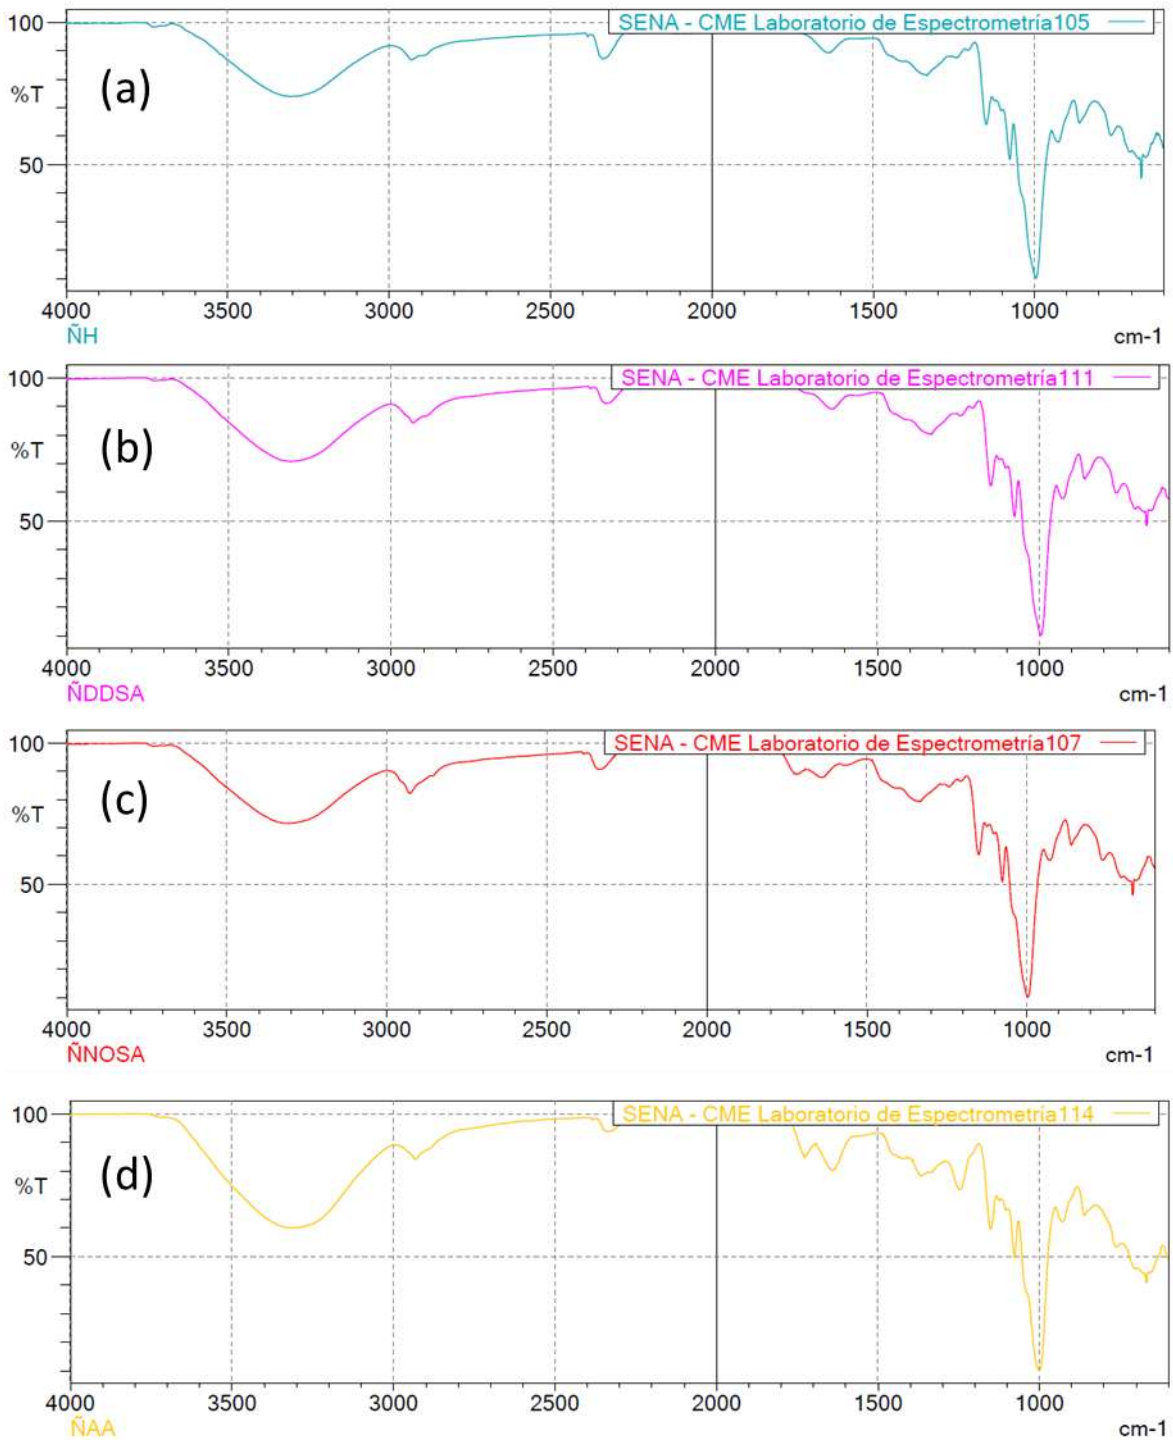 SENA - CME Laboratorio de Espectrometría105
100
%T
(a)
50
4000 3500 3000 2500 2000 1500 1000
ÑH cm-1
SENA - CME Laboratorio de Espectrometría111
100
%T
(b)
50
4000 3500 3000 2500 2000 1500 1000
ÑDDSA cm-1
SENA - CME Laboratorio de Espectrometría107
100
%T
(c)
50
4000 3500 3000 2500 2000 1500 1000
ÑNOSA cm-1
SENA - CME Laboratorio de Espectrometría114
100
%T
(d)
50
4000 3500 3000 2500 2000 1500 1000
ÑAA cm-1